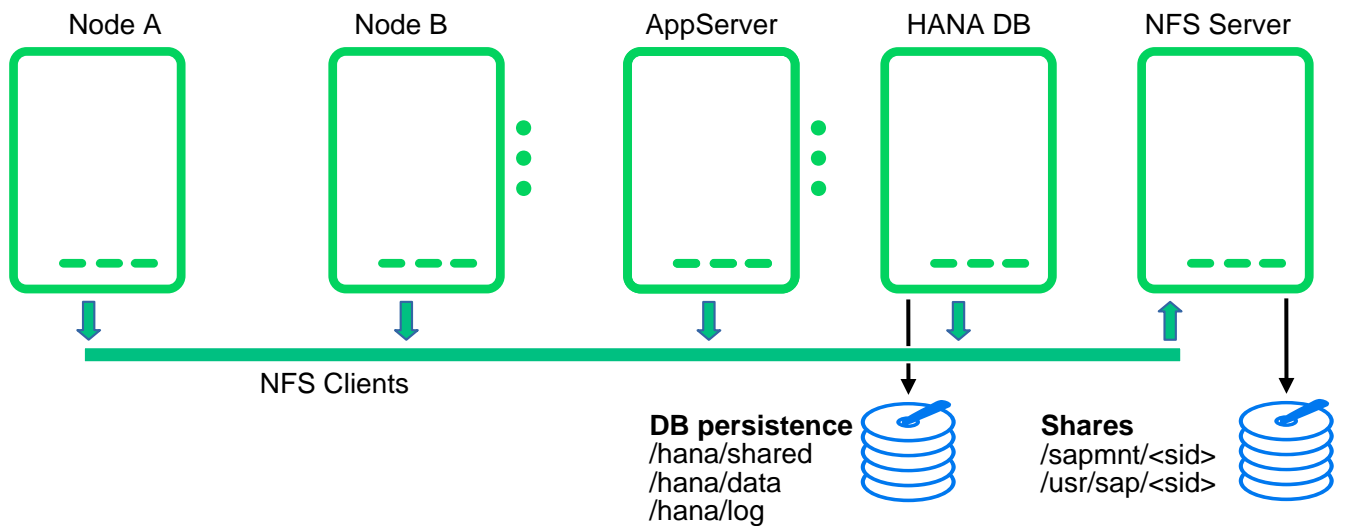 Node A
Node B
AppServer
HANA DB
NFS Server
NFS Clients
DB persistence
/hana/shared
/hana/data
/hana/log
Shares
/sapmnt/<sid>
/usr/sap/<sid>